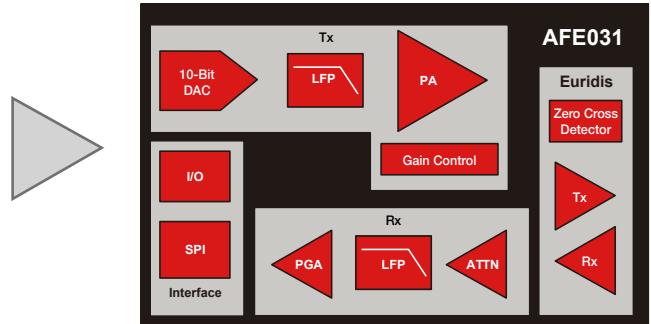 AFE031
Tx
10-Bit
DAC
LFP
PA
Gain Control
Euridis
Zero Cross
Detector
Tx
Rx
I/O
SPI
Interface
Rx
PGA
LFP
ATTN